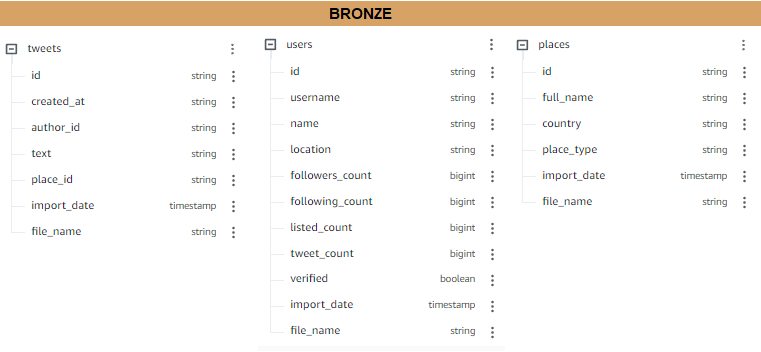 BRONZE
tweets
id string
created_at string
author_id string
text string
place_id string
import_date timestamp
file_name string
users
id string
username string
name string
location string
followers_count bigint
following_count bigint
listed_count bigint
tweet_count bigint
verified boolean
import_date timestamp
file_name string
places
id string
full_name string
country string
place_type string
import_date timestamp
file_name string